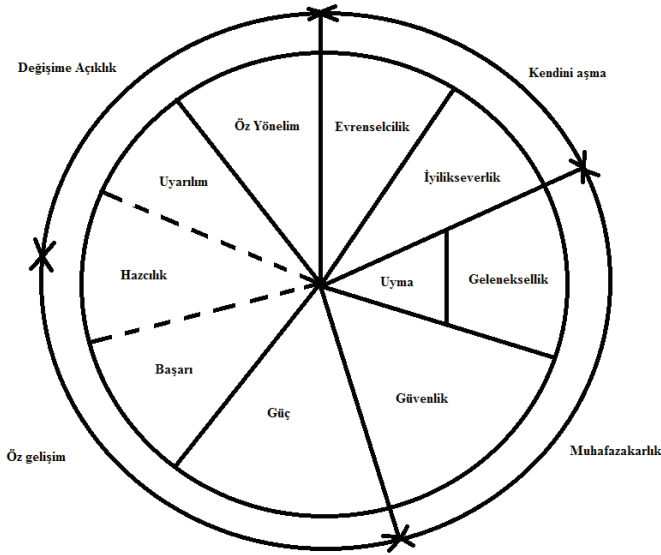 Değişime Açıklık
Kendini aşma
Öz Yönelim
Evrenselcilik
Uyarılım
İyilikseverlik
Hazcılık
Uyma
Geleneksellik
Başarı
Güç
Güvenlik
Öz gelişim
Muhafazakarlık